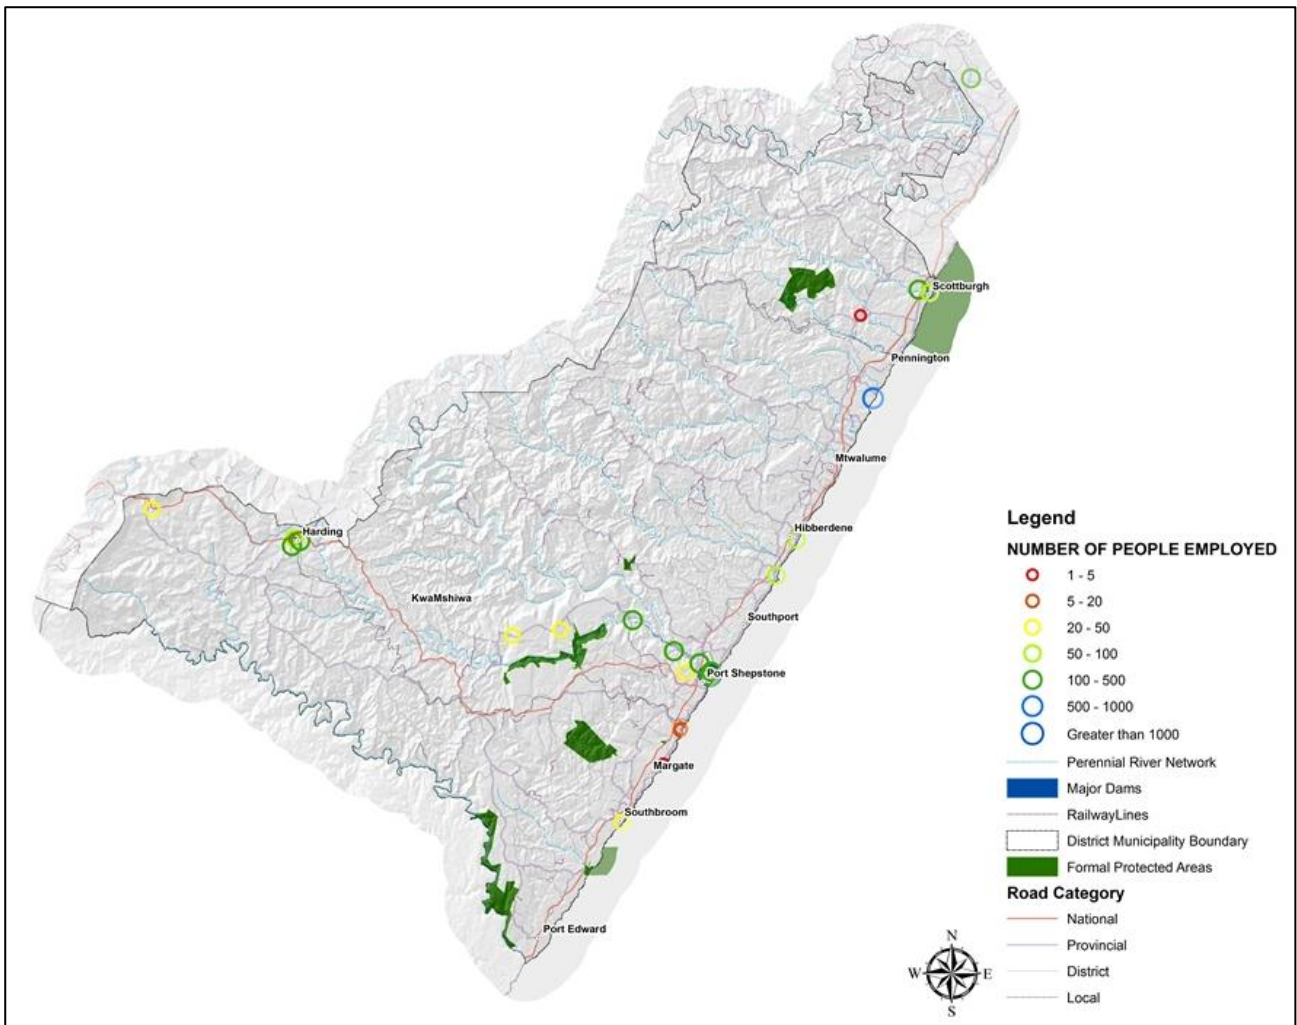 Scottburgh
Pennington
Mtwalume
Hibberdene
Harding
KwaMshiwa
Southport
Port Shepstone
Margate
Southbroom
Port Edward
Legend
NUMBER OF PEOPLE EMPLOYED
1 - 5
5 - 20
20 - 50
50 - 100
100 - 500
500 - 1000
Greater than 1000
Perennial River Network
Major Dams
RailwayLines
District Municipality Boundary
Formal Protected Areas
Road Category
National
Provincial
District
Local
N
W E
S